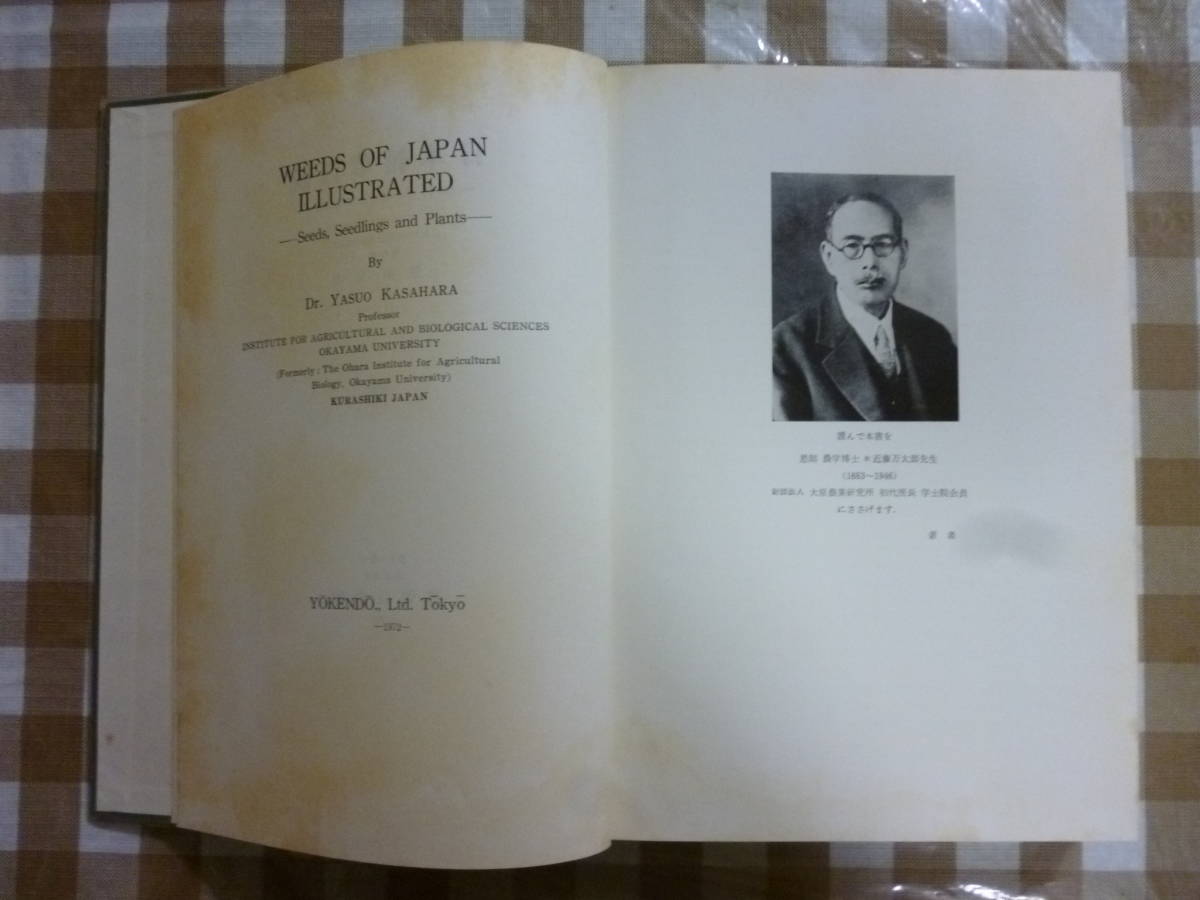 WEEDS OF JAPAN
ILLUSTRATED
—Seeds, Seedlings and Plants—
By
Dr. YASUO KASAHARA
Professor
INSTITUTE FOR AGRICULTURAL AND BIOLOGICAL SCIENCES
OKAYAMA UNIVERSITY
(Formerly; The Ohara Institute for Agricultural
Biology, Okayama University)
KURASHIKI JAPAN
YŌKENDŌ., Ltd. Tōkyō
—1972—
謹んで本書を
恩師 農学博士 故 近藤万太郎先生
(1883～1946)
財団法人 大原農業研究所 初代所長 学士院会員
にささげます.
著者